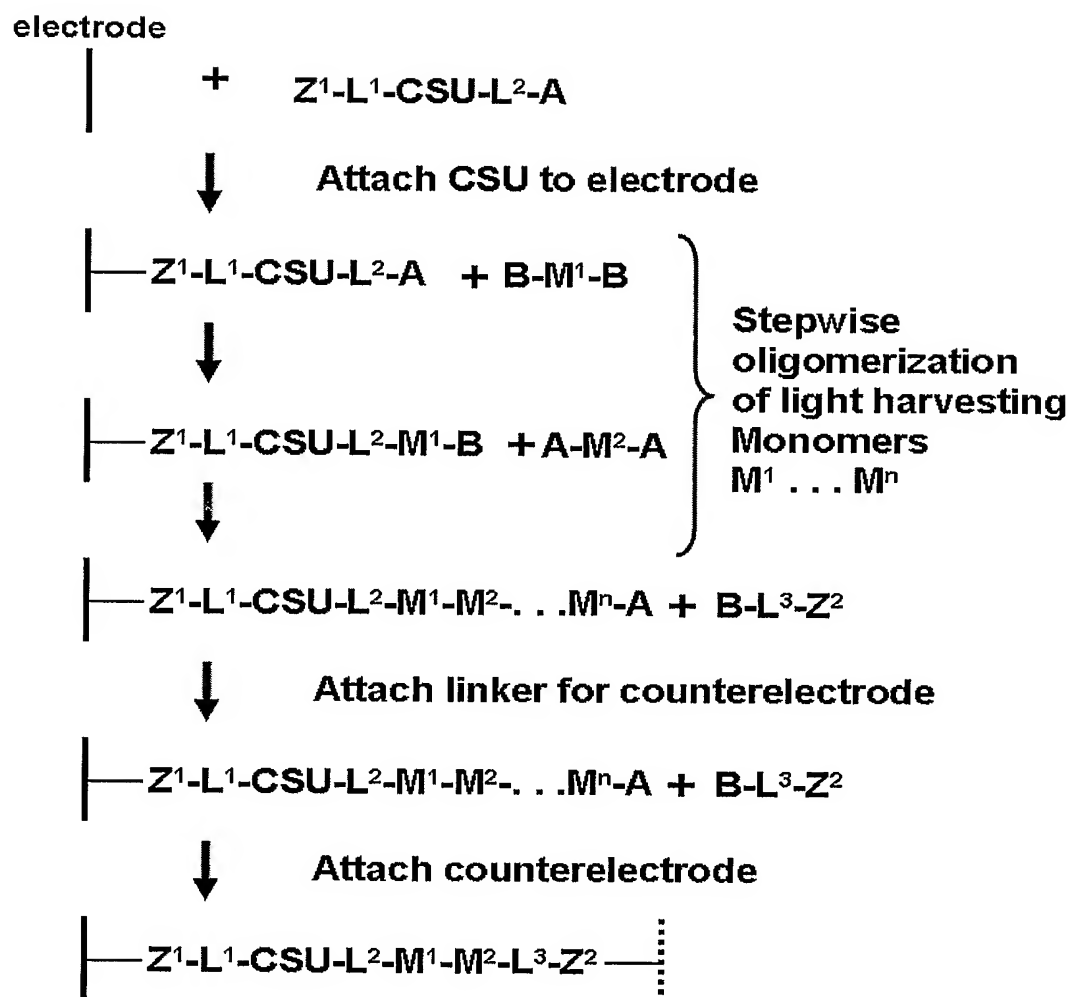 electrode
+ Z¹-L¹-CSU-L²-A
Attach CSU to electrode
Z¹-L¹-CSU-L²-A + B-M¹-B
Stepwise
oligomerization
of light harvesting
Monomers
M¹ . . . Mⁿ
Z¹-L¹-CSU-L²-M¹-B +A-M²-A
Z¹-L¹-CSU-L²-M¹-M²-. . .Mⁿ-A + B-L³-Z²
Attach linker for counterelectrode
Z¹-L¹-CSU-L²-M¹-M²-. . .Mⁿ-A + B-L³-Z²
Attach counterelectrode
Z¹-L¹-CSU-L²-M¹-M²-L³-Z²